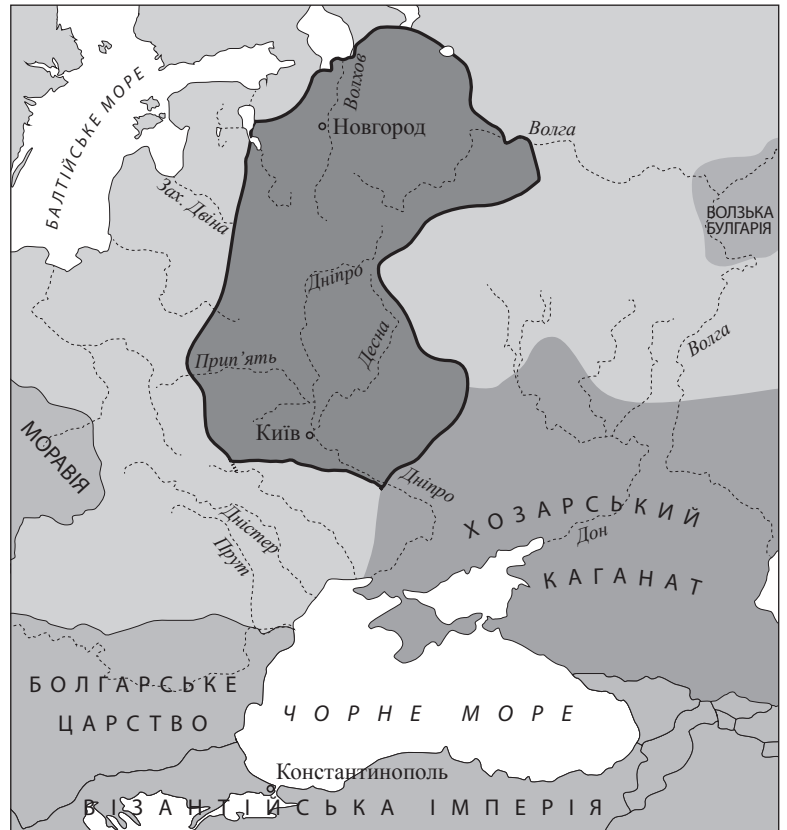 БАЛТІЙСЬКЕ МОРЕ
Волхов
Новгород
Волга
Зах. Двіна
ВОЛЗЬКА
БУЛГАРІЯ
Дніпро
Десна
Волга
Прип’ять
Київ
МОРАВІЯ
Дніпро
Дністер
Прут
ХОЗАРСЬКИЙ
Дон
КАГАНАТ
БОЛГАРСЬКЕ
ЦАРСТВО
ЧОРНЕ МОРЕ
Константинополь
ВІЗАНТІЙСЬКА ІМПЕРІЯ